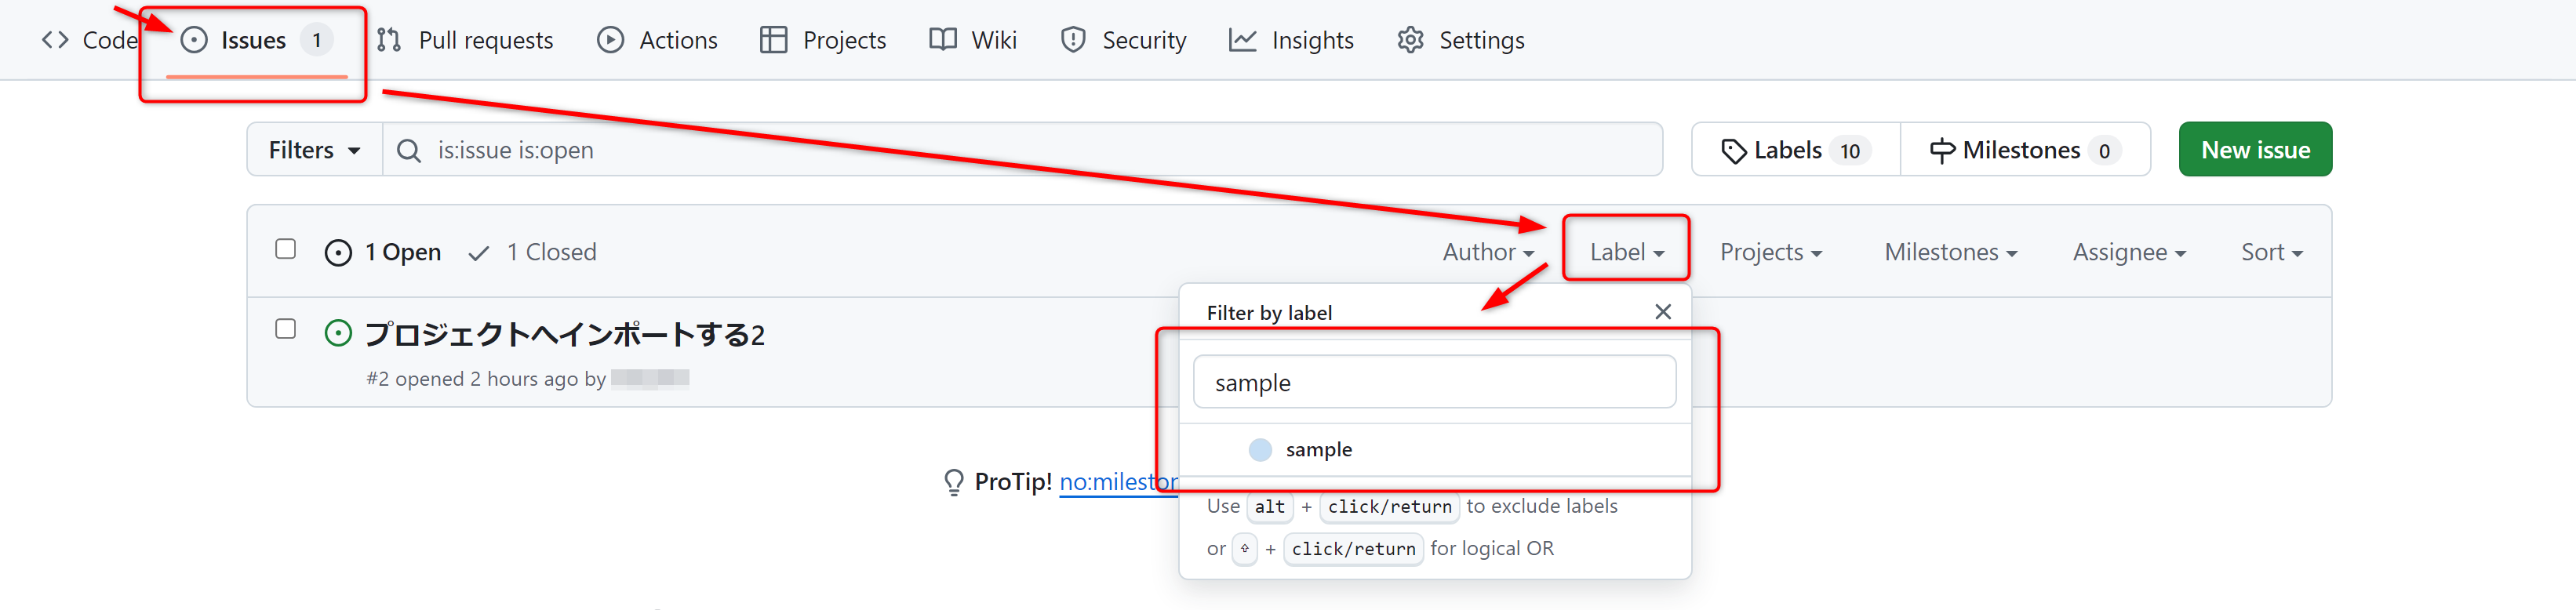 Code Issues 1 Pull requests Actions Projects Wiki Security Insights Settings
Filters is:issue is:open Labels 10 Milestones 0 New issue
1 Open 1 Closed Author Label Projects Milestones Assignee Sort
プロジェクトへインポートする2
#2 opened 2 hours ago by
Filter by label
sample
sample
ProTip! no:mileston
Use alt + click/return to exclude labels
or ⇧ + click/return for logical OR